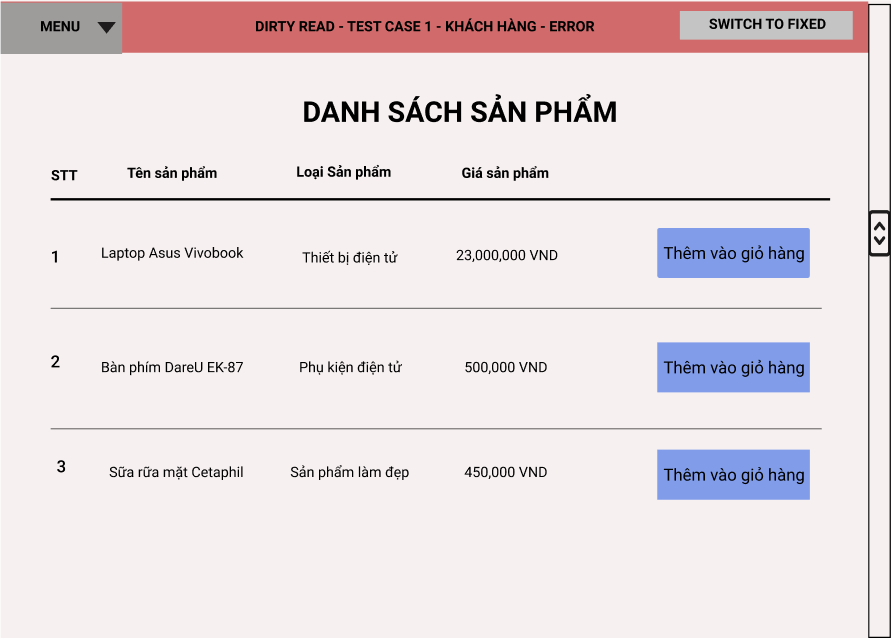 MENU
DIRTY READ - TEST CASE 1 - KHÁCH HÀNG - ERROR
SWITCH TO FIXED
DANH SÁCH SẢN PHẨM
STT Tên sản phẩm Loại Sản phẩm Giá sản phẩm
1 Laptop Asus Vivobook Thiết bị điện tử 23,000,000 VND Thêm vào giỏ hàng
2 Bàn phím DareU EK-87 Phụ kiện điện tử 500,000 VND Thêm vào giỏ hàng
3 Sữa rữa mặt Cetaphil Sản phẩm làm đẹp 450,000 VND Thêm vào giỏ hàng